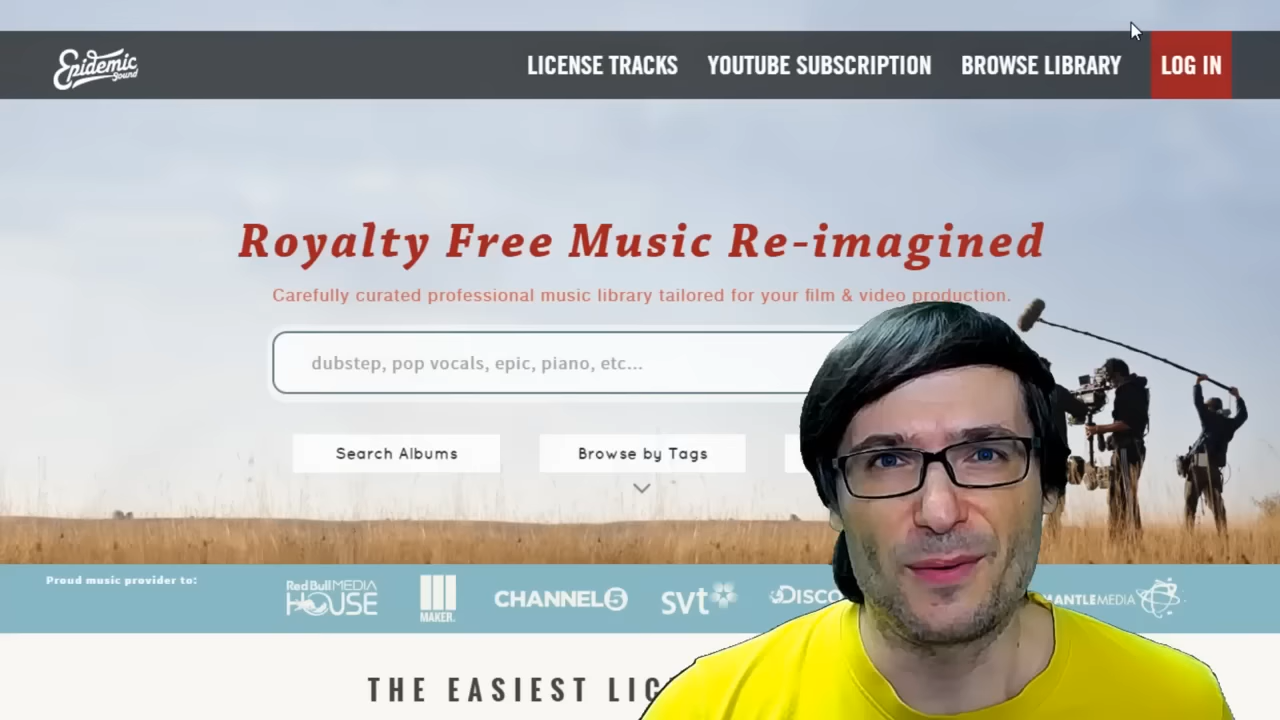 Epidemic Sound
LICENSE TRACKS YOUTUBE SUBSCRIPTION BROWSE LIBRARY LOG IN
Royalty Free Music Re-imagined
Carefully curated professional music library tailored for your film & video production.
dubstep, pop vocals, epic, piano, etc...
Search Albums Browse by Tags
Proud music provider to:
Red Bull MEDIA HOUSE MAKER. CHANNEL5 svt DISCO MANTLEMEDIA
THE EASIEST LIC